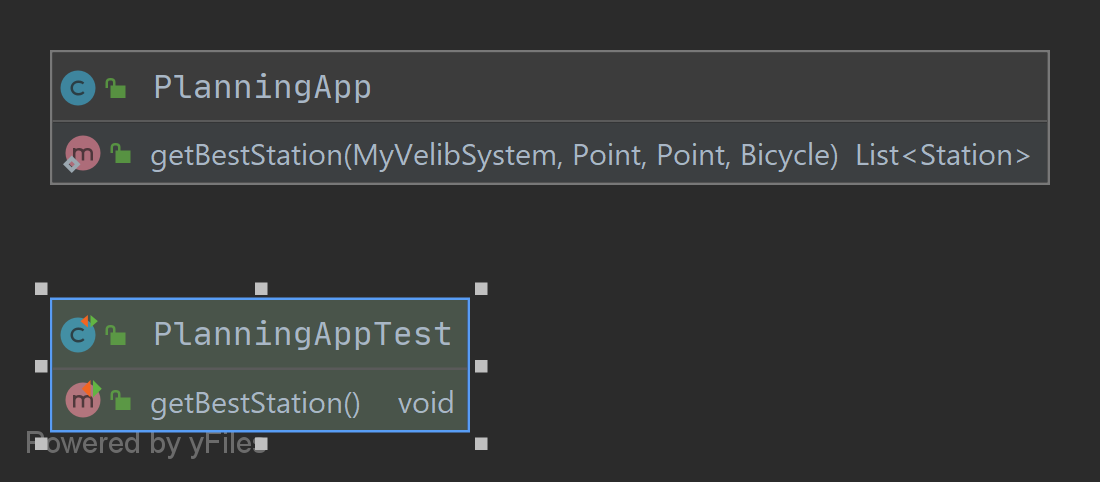 PlanningApp
getBestStation(MyVelibSystem, Point, Point, Bicycle) List<Station>
PlanningAppTest
getBestStation() void
Powered by yFiles